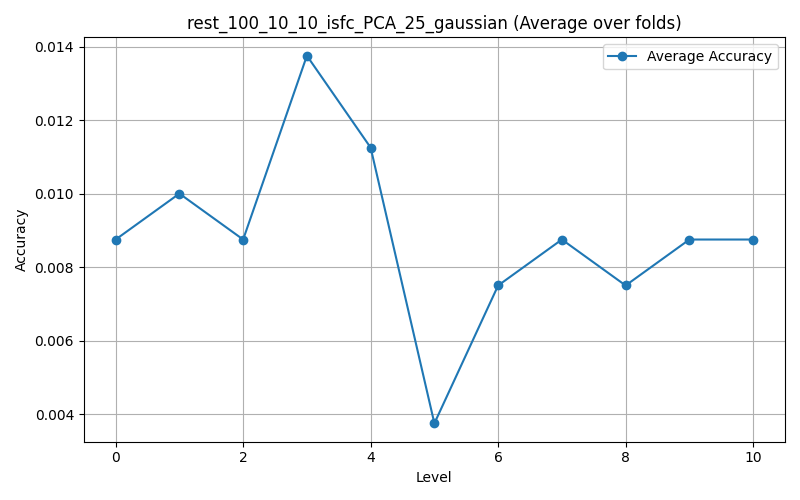 rest_100_10_10_isfc_PCA_25_gaussian (Average over folds)
Average Accuracy
0.014
0.012
0.010
0.008
0.006
0.004
Accuracy
0 2 4 6 8 10
Level